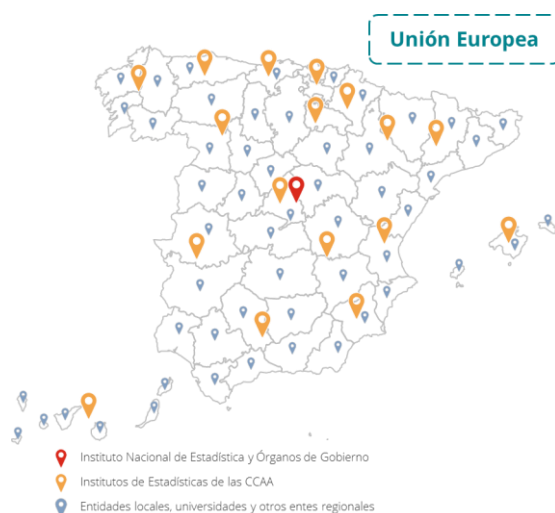 Unión Europea
Instituto Nacional de Estadística y Órganos de Gobierno
Institutos de Estadísticas de las CCAA
Entidades locales, universidades y otros entes regionales